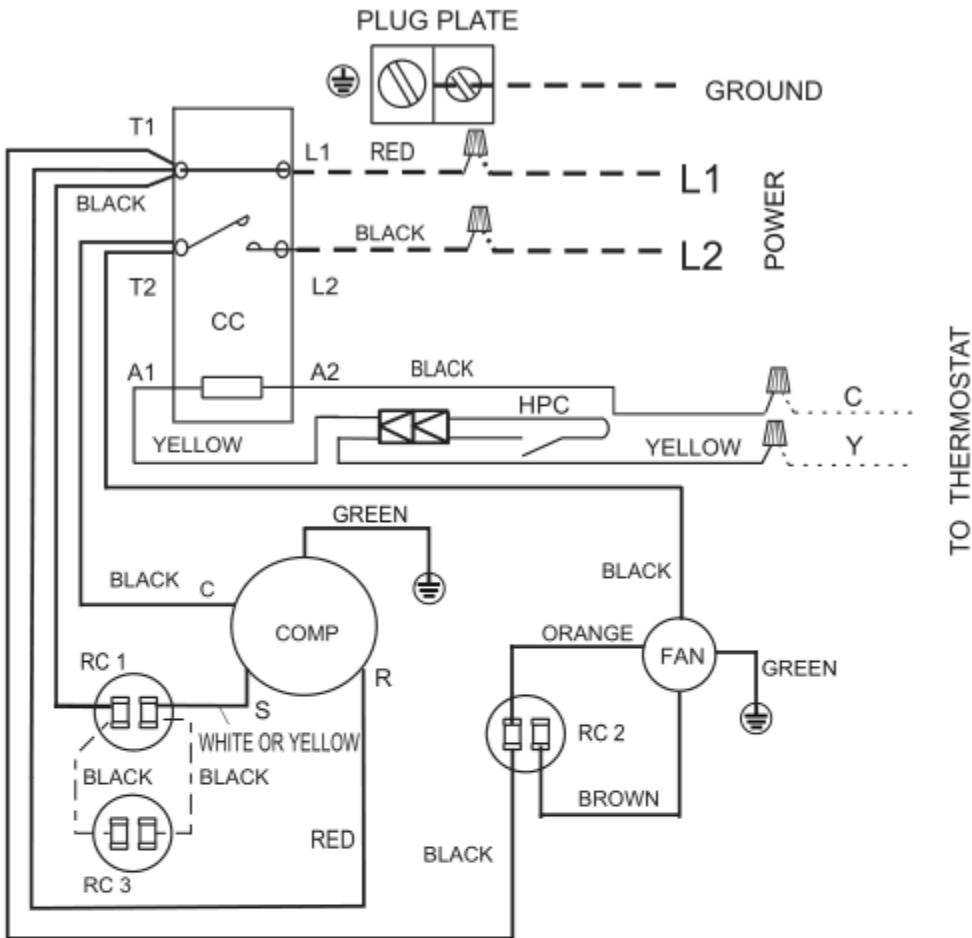 PLUG PLATE
GROUND
T1
L1
RED
L1
BLACK
BLACK
L2
POWER
T2
L2
CC
A1
A2
BLACK
HPC
C
YELLOW
YELLOW
Y
TO THERMOSTAT
GREEN
BLACK
C
BLACK
COMP
ORANGE
FAN
GREEN
RC 1
R
S
RC 2
WHITE OR YELLOW
BLACK
BLACK
BROWN
RED
BLACK
RC 3